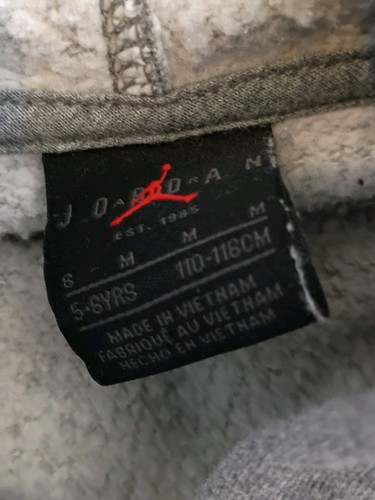 JORDAN
EST. 1985
6 M M M
5-6YRS 110-116CM
MADE IN VIETNAM
FABRIQUÉ AU VIETNAM
HECHO EN VIETNAM